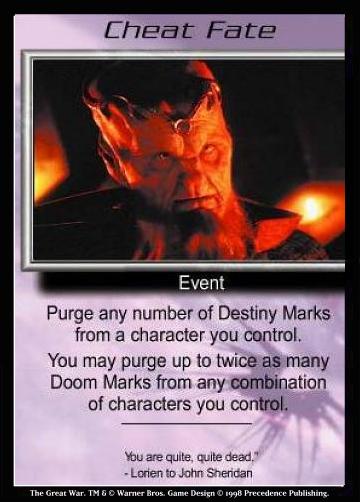 Cheat Fate
Event
Purge any number of Destiny Marks
from a character you control.
You may purge up to twice as many
Doom Marks from any combination
of characters you control.
You are quite, quite dead,"
- Lorien to John Sheridan
The Great War. TM & © Warner Bros. Game Design © 1998 Precedence Publishing.